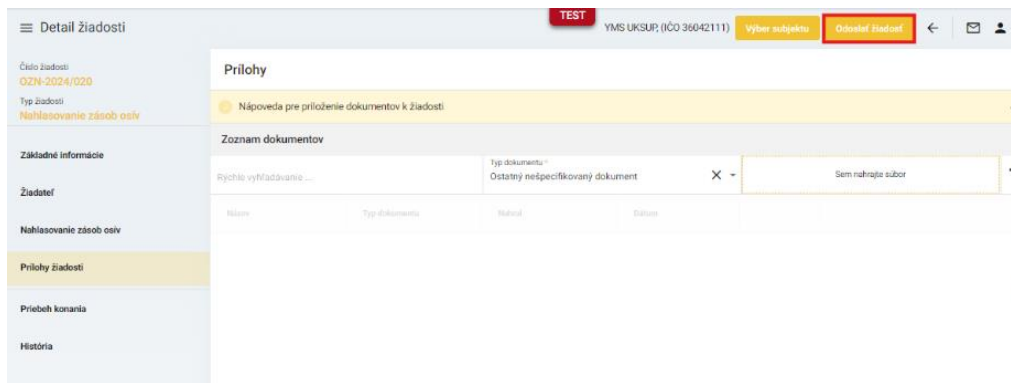 Detail žiadosti
TEST
YMS UKSUP, (IČO 36042111)
Výber subjektu
Odoslať žiadosť
Číslo žiadosti
OZN-2024/020
Typ žiadosti
Nahlasovanie zásob osív
Základné informácie
Žiadateľ
Nahlasovanie zásob osív
Prílohy žiadosti
Priebeh konania
História
Prílohy
Nápoveda pre priloženie dokumentov k žiadosti
Zoznam dokumentov
Rýchle vyhľadávanie ...
Typ dokumentu *
Ostatný nešpecifikovaný dokument
Sem nahrajte súbor
Názov
Typ dokumentu
Nahral
Dátum